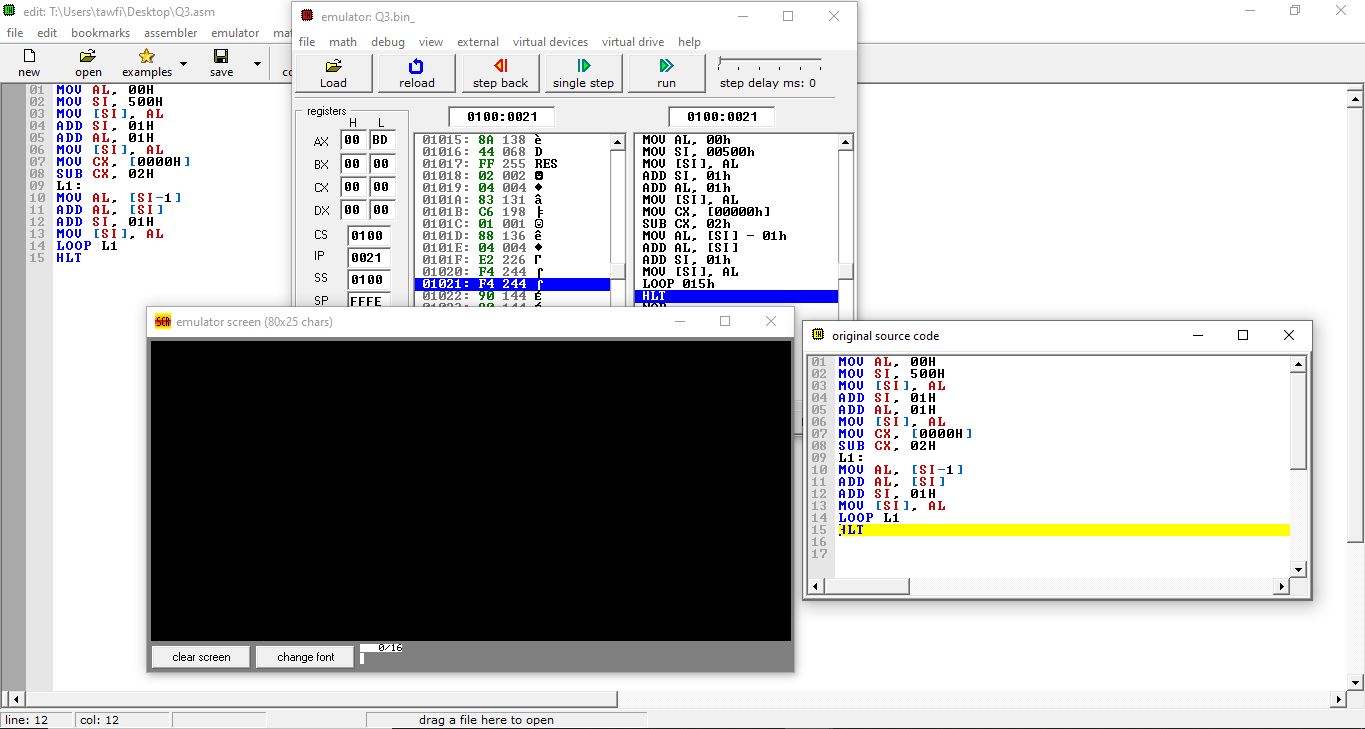 edit: T:\Users\tawfi\Desktop\Q3.asm
file edit bookmarks assembler emulator mat
new open examples save co
01 MOV AL, 00H
02 MOV SI, 500H
03 MOV [SI], AL
04 ADD SI, 01H
05 ADD AL, 01H
06 MOV [SI], AL
07 MOV CX, [0000H]
08 SUB CX, 02H
09 L1:
10 MOV AL, [SI-1]
11 ADD AL, [SI]
12 ADD SI, 01H
13 MOV [SI], AL
14 LOOP L1
15 HLT
emulator: Q3.bin_
file math debug view external virtual devices virtual drive help
Load reload step back single step run step delay ms: 0
registers
H L
AX 00 BD
BX 00 00
CX 00 00
DX 00 00
CS 0100
IP 0021
SS 0100
SP FFFE
0100:0021
01015: 8A 138 è
01016: 44 068 D
01017: FF 255 RES
01018: 02 002 ☻
01019: 04 004 ♦
0101A: 83 131 â
0101B: C6 198 ╞
0101C: 01 001 ☺
0101D: 88 136 ê
0101E: 04 004 ♦
0101F: E2 226 Γ
01020: F4 244 ⌠
01021: F4 244 ⌠
01022: 90 144 É
0100:0021
MOV AL, 00h
MOV SI, 00500h
MOV [SI], AL
ADD SI, 01h
ADD AL, 01h
MOV [SI], AL
MOV CX, [00000h]
SUB CX, 02h
MOV AL, [SI] - 01h
ADD AL, [SI]
ADD SI, 01h
MOV [SI], AL
LOOP 015h
HLT
NOP
SCR emulator screen (80x25 chars)
clear screen change font 0/16
original source code
01 MOV AL, 00H
02 MOV SI, 500H
03 MOV [SI], AL
04 ADD SI, 01H
05 ADD AL, 01H
06 MOV [SI], AL
07 MOV CX, [0000H]
08 SUB CX, 02H
09 L1:
10 MOV AL, [SI-1]
11 ADD AL, [SI]
12 ADD SI, 01H
13 MOV [SI], AL
14 LOOP L1
15 HLT
16
17
line: 12 col: 12 drag a file here to open